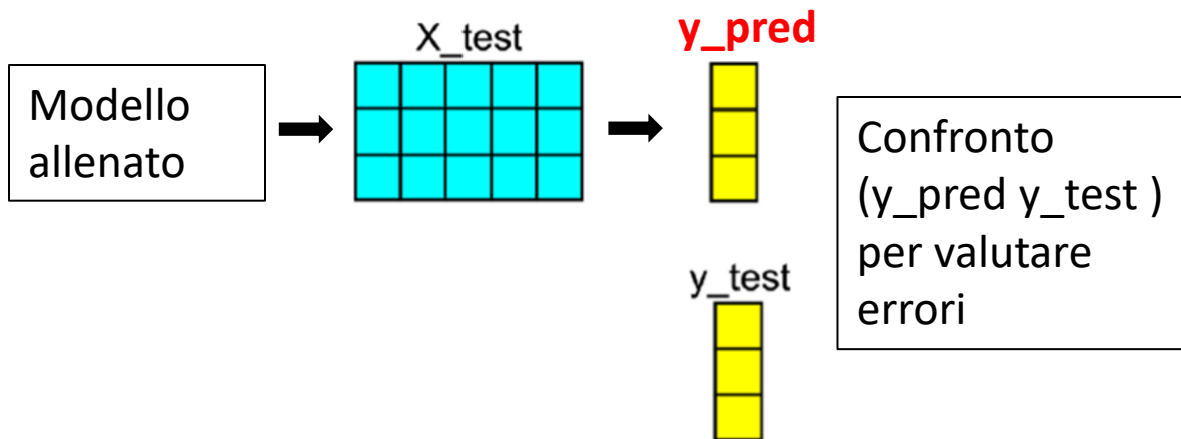 Modello
allenato
X_test
y_pred
y_test
Confronto
(y_pred y_test )
per valutare
errori